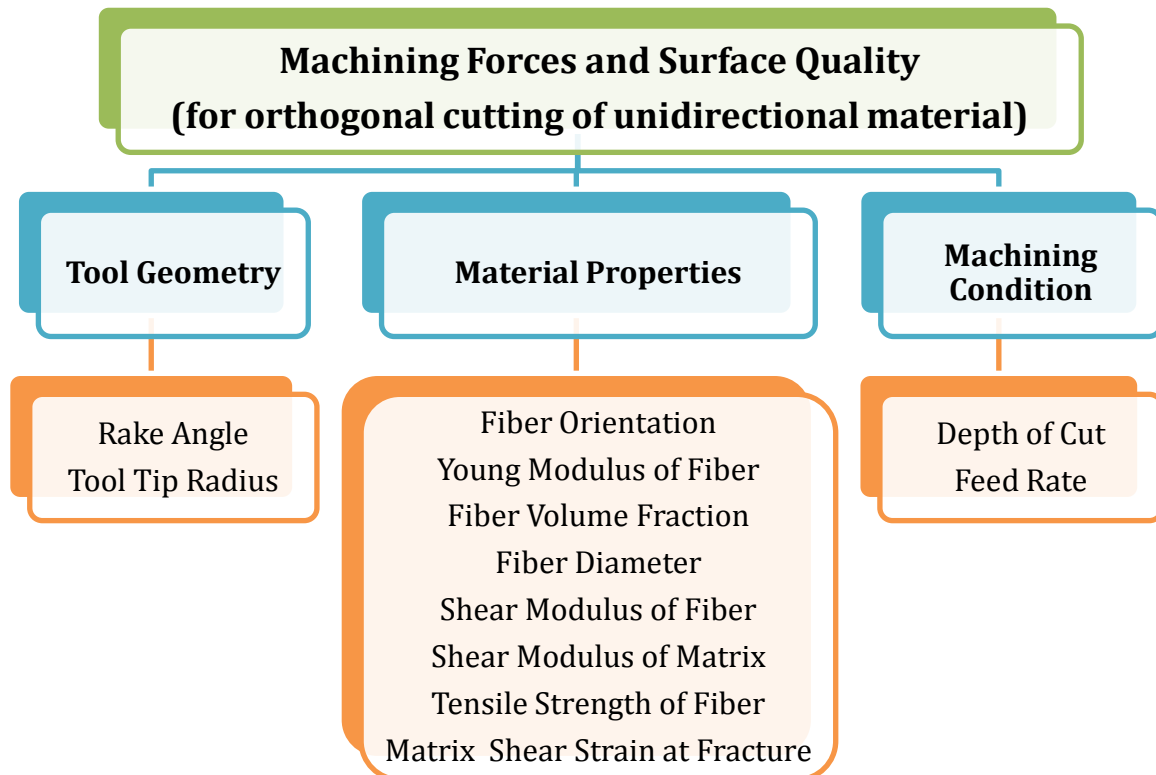 Machining Forces and Surface Quality
(for orthogonal cutting of unidirectional material)
Tool Geometry
Material Properties
Machining
Condition
Rake Angle
Tool Tip Radius
Fiber Orientation
Young Modulus of Fiber
Fiber Volume Fraction
Fiber Diameter
Shear Modulus of Fiber
Shear Modulus of Matrix
Tensile Strength of Fiber
Matrix  Shear Strain at Fracture
Depth of Cut
Feed Rate